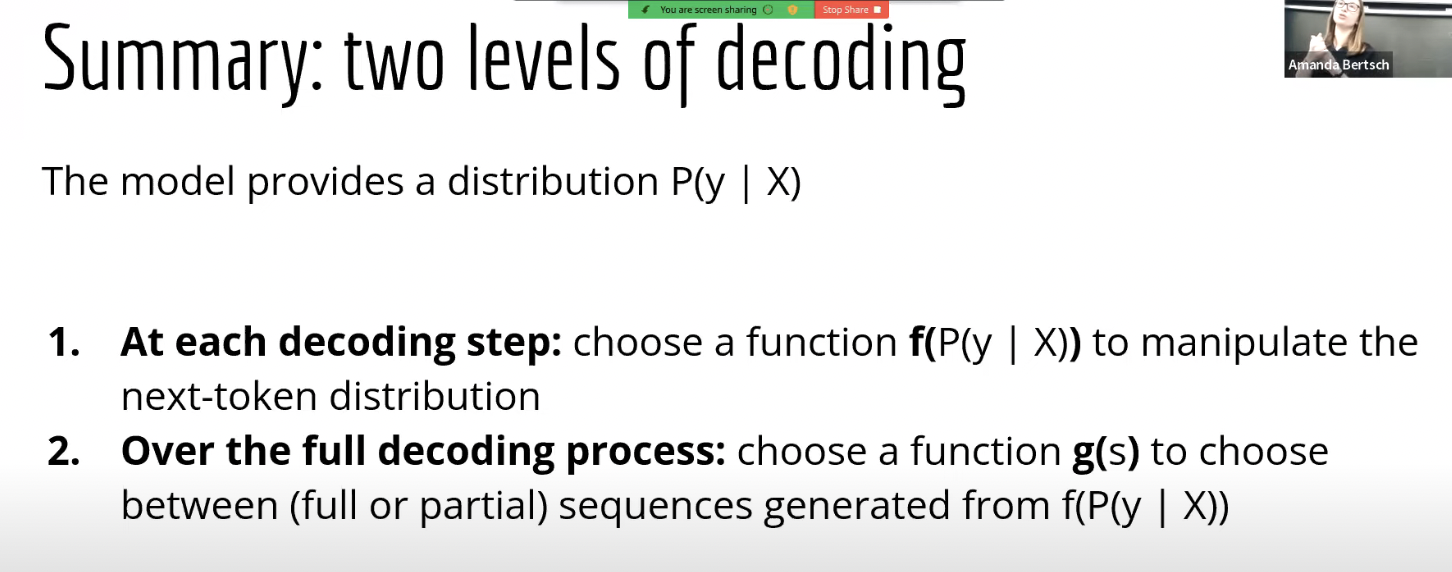 You are screen sharing
Stop Share
Summary: two levels of decoding
Amanda Bertsch
The model provides a distribution P(y | X)
1. At each decoding step: choose a function f(P(y | X)) to manipulate the
next-token distribution
2. Over the full decoding process: choose a function g(s) to choose
between (full or partial) sequences generated from f(P(y | X))